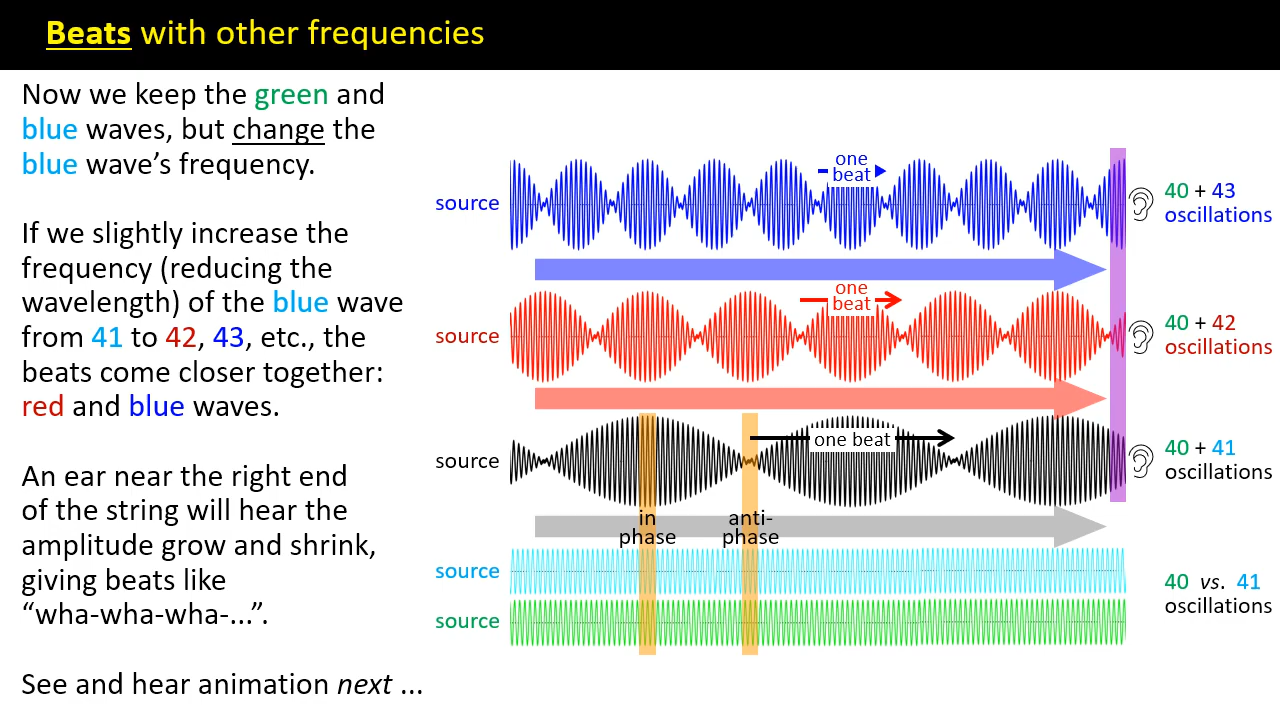 Beats with other frequencies
Now we keep the green and
blue waves, but change the
blue wave’s frequency.
If we slightly increase the
frequency (reducing the
wavelength) of the blue wave
from 41 to 42, 43, etc., the
beats come closer together:
red and blue waves.
An ear near the right end
of the string will hear the
amplitude grow and shrink,
giving beats like
“wha-wha-wha-...”.
See and hear animation next ...
one
beat
source
40 + 43
oscillations
one
beat
source
40 + 42
oscillations
one beat
source
40 + 41
oscillations
in
phase
anti-
phase
source
source
40 vs. 41
oscillations